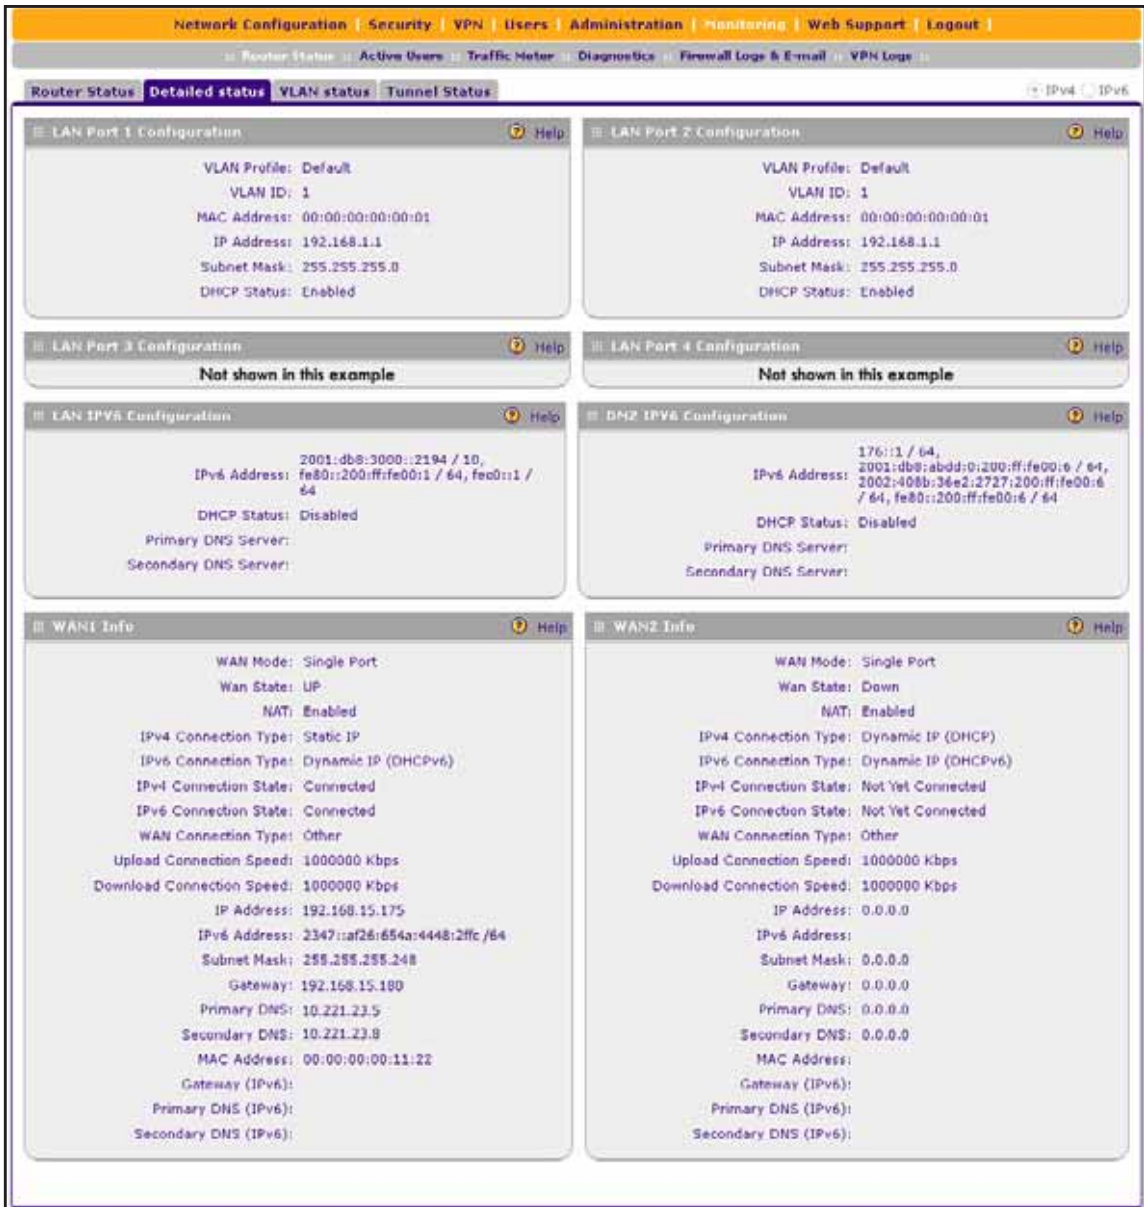 Network Configuration | Security | VPN | Users | Administration | Monitoring | Web Support | Logout |
:: Router Status :: Active Users :: Traffic Meter :: Diagnostics :: Firewall Logs & E-mail :: VPN Logs ::
Router Status Detailed status VLAN status Tunnel Status IPv4 IPv6
LAN Port 1 Configuration Help
VLAN Profile: Default
VLAN ID: 1
MAC Address: 00:00:00:00:00:01
IP Address: 192.168.1.1
Subnet Mask: 255.255.255.0
DHCP Status: Enabled
LAN Port 2 Configuration Help
VLAN Profile: Default
VLAN ID: 1
MAC Address: 00:00:00:00:00:01
IP Address: 192.168.1.1
Subnet Mask: 255.255.255.0
DHCP Status: Enabled
LAN Port 3 Configuration Help
Not shown in this example
LAN Port 4 Configuration Help
Not shown in this example
LAN IPV6 Configuration Help
2001:db8:3000::2194 / 10,
IPv6 Address: fe80::200:ff:fe00:1 / 64, fec0::1 /
64
DHCP Status: Disabled
Primary DNS Server:
Secondary DNS Server:
DMZ IPV6 Configuration Help
176::1 / 64,
IPv6 Address: 2001:db8:abdd:0:200:ff:fe00:6 / 64,
2002:408b:36e2:2727:200:ff:fe00:6
/ 64, fe80::200:ff:fe00:6 / 64
DHCP Status: Disabled
Primary DNS Server:
Secondary DNS Server:
WAN1 Info Help
WAN Mode: Single Port
Wan State: UP
NAT: Enabled
IPv4 Connection Type: Static IP
IPv6 Connection Type: Dynamic IP (DHCPv6)
IPv4 Connection State: Connected
IPv6 Connection State: Connected
WAN Connection Type: Other
Upload Connection Speed: 1000000 Kbps
Download Connection Speed: 1000000 Kbps
IP Address: 192.168.15.175
IPv6 Address: 2347::af26:654a:4448:2ffc /64
Subnet Mask: 255.255.255.248
Gateway: 192.168.15.180
Primary DNS: 10.221.23.5
Secondary DNS: 10.221.23.8
MAC Address: 00:00:00:00:11:22
Gateway (IPv6):
Primary DNS (IPv6):
Secondary DNS (IPv6):
WAN2 Info Help
WAN Mode: Single Port
Wan State: Down
NAT: Enabled
IPv4 Connection Type: Dynamic IP (DHCP)
IPv6 Connection Type: Dynamic IP (DHCPv6)
IPv4 Connection State: Not Yet Connected
IPv6 Connection State: Not Yet Connected
WAN Connection Type: Other
Upload Connection Speed: 1000000 Kbps
Download Connection Speed: 1000000 Kbps
IP Address: 0.0.0.0
IPv6 Address:
Subnet Mask: 0.0.0.0
Gateway: 0.0.0.0
Primary DNS: 0.0.0.0
Secondary DNS: 0.0.0.0
MAC Address:
Gateway (IPv6):
Primary DNS (IPv6):
Secondary DNS (IPv6):